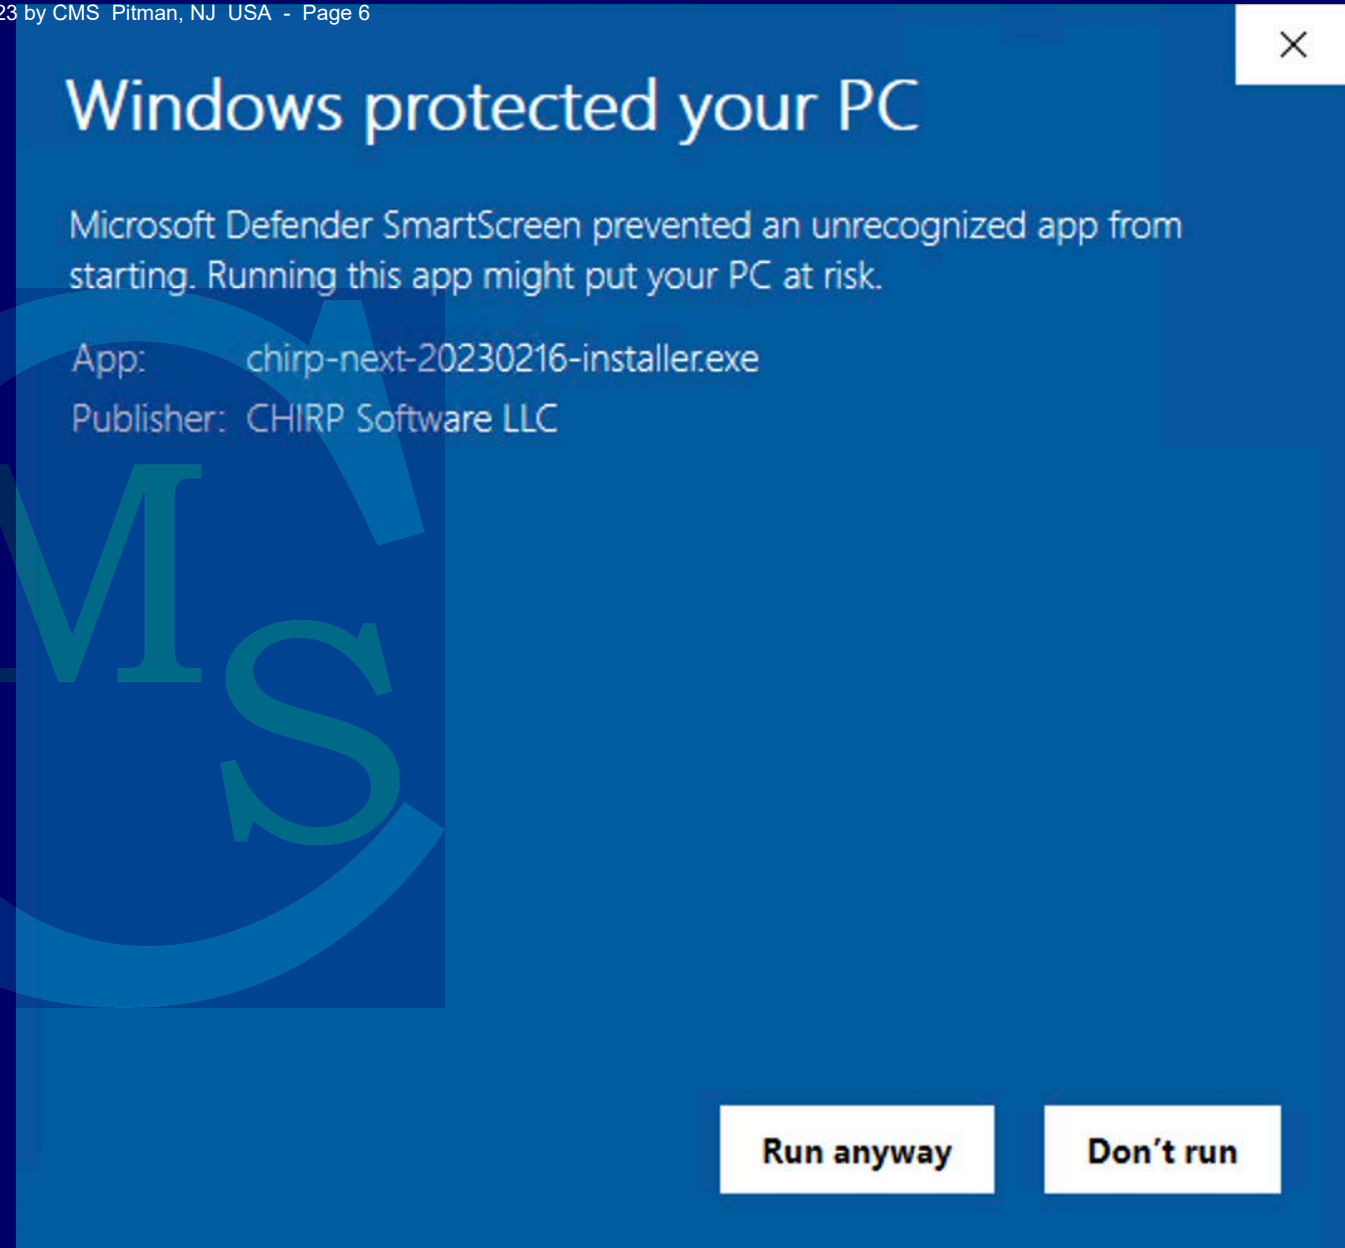 23 by CMS Pitman, NJ USA - Page 6
Windows protected your PC
Microsoft Defender SmartScreen prevented an unrecognized app from
starting. Running this app might put your PC at risk.
App: chirp-next-20230216-installer.exe
Publisher: CHIRP Software LLC
CMS
Run anyway Don't run